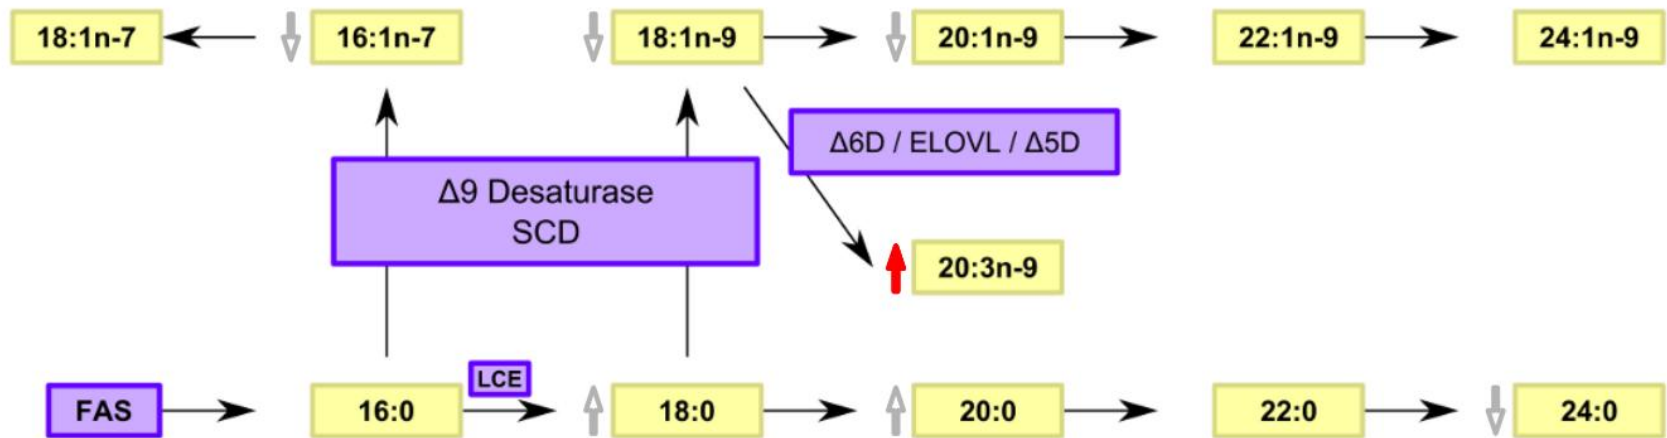 18:1n-7
16:1n-7
18:1n-9
20:1n-9
22:1n-9
24:1n-9
Δ6D / ELOVL / Δ5D
Δ9 Desaturase
SCD
20:3n-9
LCE
FAS
16:0
18:0
20:0
22:0
24:0